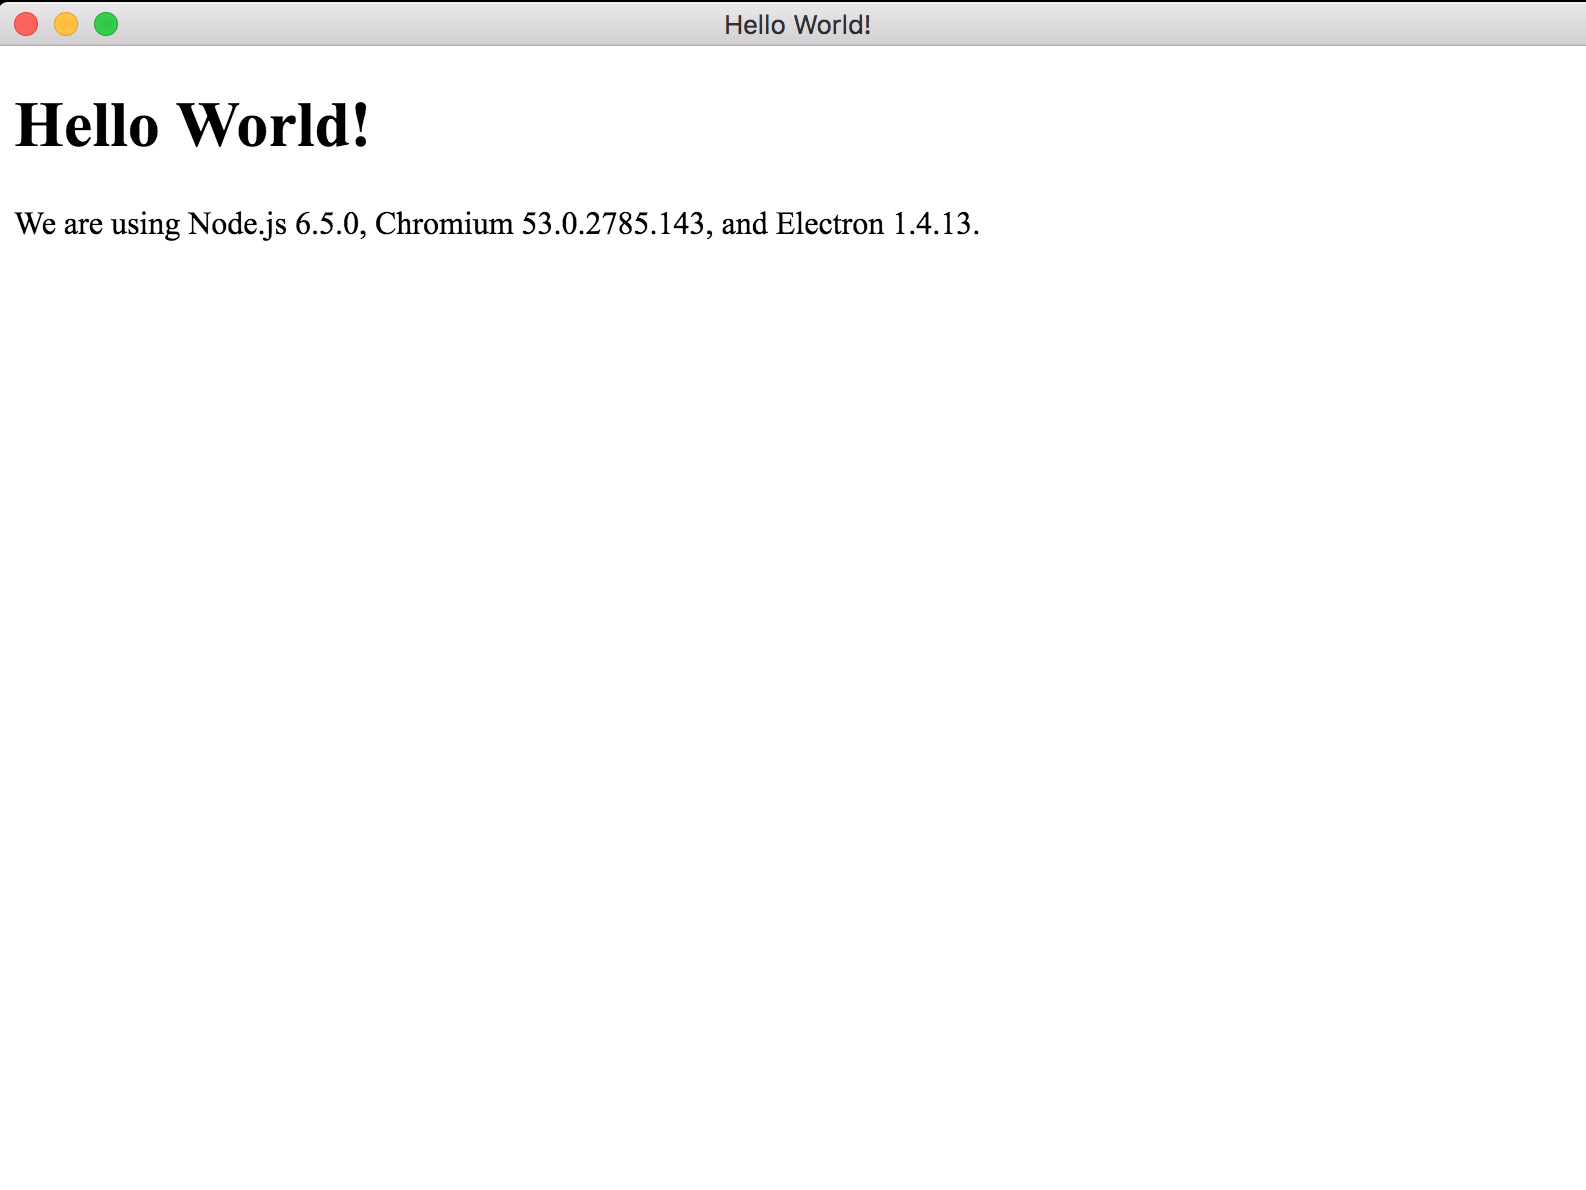 Hello World!
Hello World!
We are using Node.js 6.5.0, Chromium 53.0.2785.143, and Electron 1.4.13.